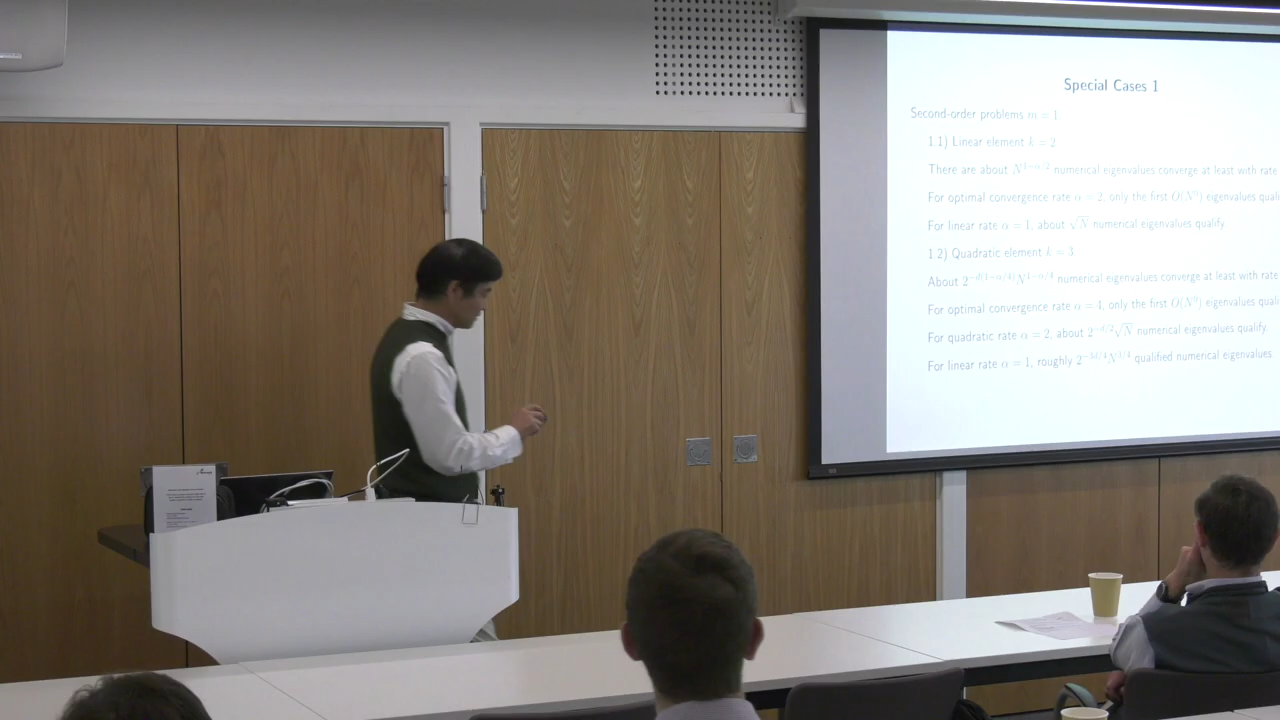 Special Cases 1
Second-order problems m = 1
1.1) Linear element k = 2
There are about N^{1-α/2} numerical eigenvalues converge at least with rate
For optimal convergence rate α = 2, only the first O(N^0) eigenvalues
For linear rate α = 1, about √N numerical eigenvalues qualify
1.2) Quadratic element k = 3
About 2^{-d(1-α/4)}N^{1-α/4} numerical eigenvalues converge at least with rate
For optimal convergence rate α = 4, only the first O(N^0) eigenvalues
For quadratic rate α = 2, about 2^{-d/2}√N numerical eigenvalues qualify.
For linear rate α = 1, roughly 2^{-3d/4}N^{3/4} qualified numerical eigenvalues